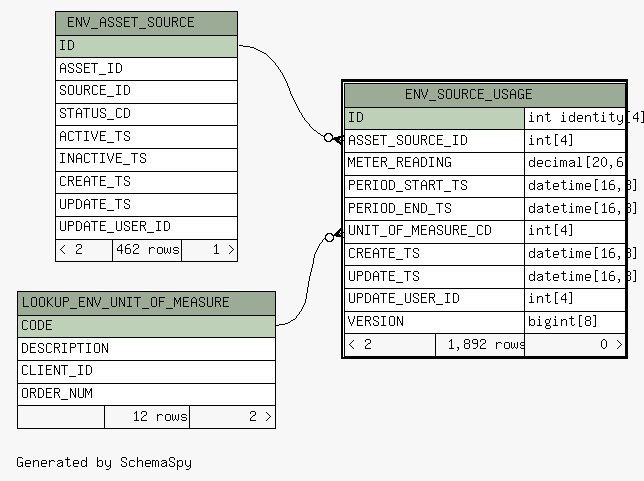 ENV_ASSET_SOURCE
ID
ASSET_ID
SOURCE_ID
STATUS_CD
ACTIVE_TS
INACTIVE_TS
CREATE_TS
UPDATE_TS
UPDATE_USER_ID
< 2 462 rows 1 >
LOOKUP_ENV_UNIT_OF_MEASURE
CODE
DESCRIPTION
CLIENT_ID
ORDER_NUM
12 rows 2 >
ENV_SOURCE_USAGE
ID int identity[4]
ASSET_SOURCE_ID int[4]
METER_READING decimal[20,6
PERIOD_START_TS datetime[16,3]
PERIOD_END_TS datetime[16,3]
UNIT_OF_MEASURE_CD int[4]
CREATE_TS datetime[16,3]
UPDATE_TS datetime[16,3]
UPDATE_USER_ID int[4]
VERSION bigint[8]
< 2 1,892 rows 0 >
Generated by SchemaSpy